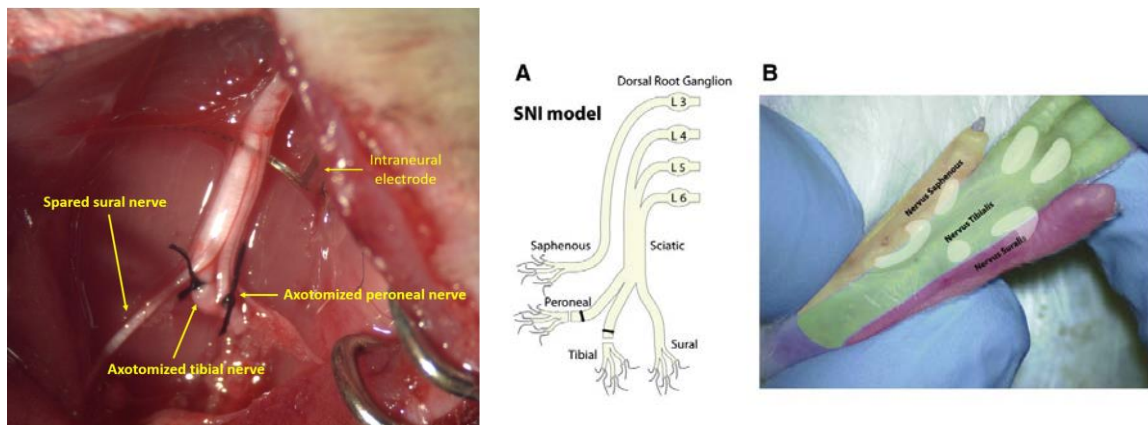 Intraneural
electrode
Spared sural nerve
Axotomized peroneal nerve
Axotomized tibial nerve
A
SNI model
Dorsal Root Ganglion
L 3
L 4
L 5
L 6
Saphenous
Sciatic
Peroneal
Tibial
Sural
B
Nervus Saphenous
Nervus Tibialis
Nervus Suralis